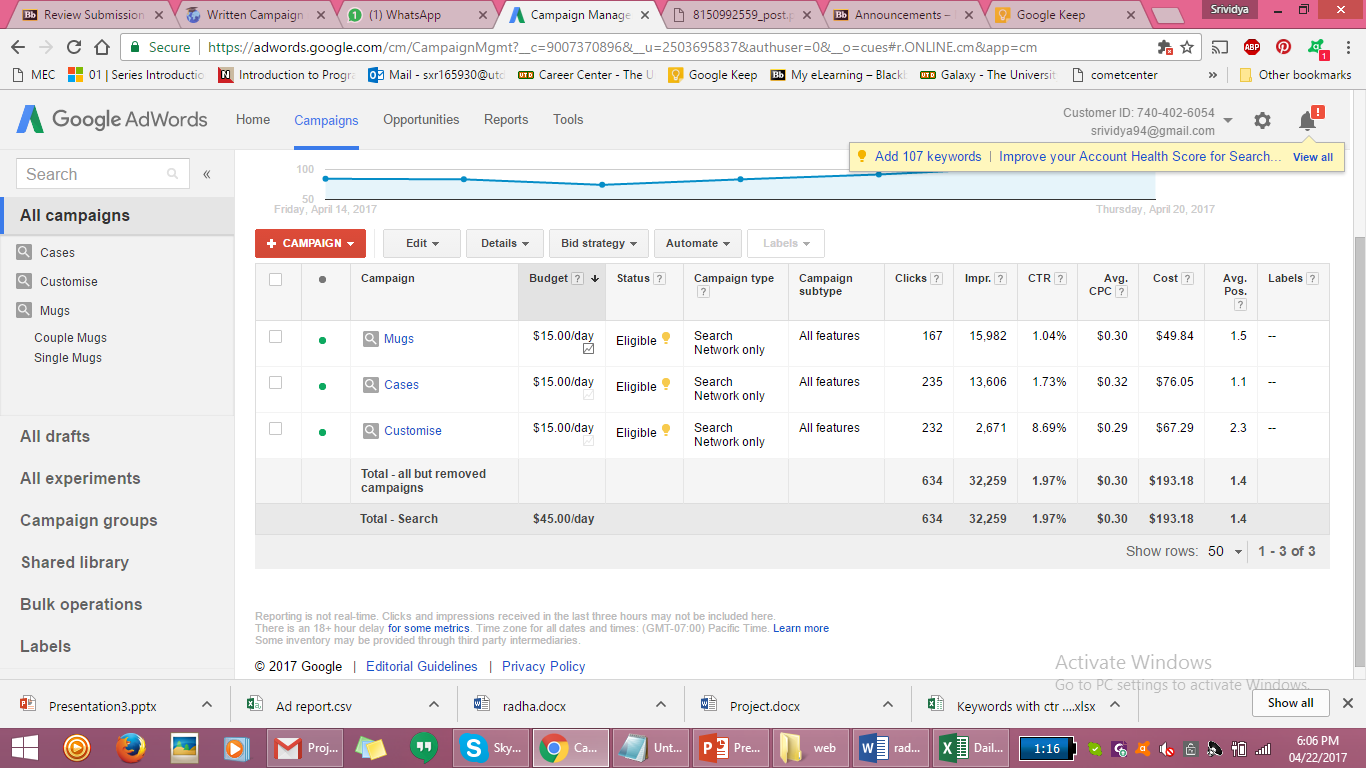 Review Submission
Written Campaign
(1) WhatsApp
Campaign Manage
8150992559_post.p
Announcements –
Google Keep
Srividya
Secure
https://adwords.google.com/cm/CampaignMgmt?__c=9007370896&__u=2503695837&authuser=0&__o=cues#r.ONLINE.cm&app=cm
MEC
01 | Series Introductio
Introduction to Progra
Mail - sxr165930@utd
Career Center - The U
Google Keep
My eLearning – Black
Galaxy - The Universit
cometcenter
»
Other bookmarks
Google AdWords
Home
Campaigns
Opportunities
Reports
Tools
Customer ID: 740-402-6054
srividya94@gmail.com
Add 107 keywords | Improve your Account Health Score for Search... View all
Search
«
All campaigns
Cases
Customise
Mugs
Couple Mugs
Single Mugs
All drafts
All experiments
Campaign groups
Shared library
Bulk operations
Labels
100
50
Friday, April 14, 2017
Thursday, April 20, 2017
+ CAMPAIGN
Edit
Details
Bid strategy
Automate
Labels
Campaign
Budget ?
Status ?
Campaign type ?
Campaign subtype
Clicks ?
Impr. ?
CTR ?
Avg. CPC ?
Cost ?
Avg. Pos. ?
Labels ?
Mugs $15.00/day Eligible Search Network only All features 167 15,982 1.04% $0.30 $49.84 1.5 --
Cases $15.00/day Eligible Search Network only All features 235 13,606 1.73% $0.32 $76.05 1.1 --
Customise $15.00/day Eligible Search Network only All features 232 2,671 8.69% $0.29 $67.29 2.3 --
Total - all but removed campaigns 634 32,259 1.97% $0.30 $193.18 1.4
Total - Search $45.00/day 634 32,259 1.97% $0.30 $193.18 1.4
Show rows: 50
1 - 3 of 3
Reporting is not real-time. Clicks and impressions received in the last three hours may not be included here.
There is an 18+ hour delay for some metrics. Time zone for all dates and times: (GMT-07:00) Pacific Time. Learn more
Some inventory may be provided through third party intermediaries.
© 2017 Google | Editorial Guidelines | Privacy Policy
Activate Windows
Go to PC settings to activate Windows.
Presentation3.pptx
Ad report.csv
radha.docx
Project.docx
Keywords with ctr ....xlsx
Show all
Proj...
Sky...
Ca...
Unt...
Pre...
web
rad...
Dail...
1:16
6:06 PM
04/22/2017